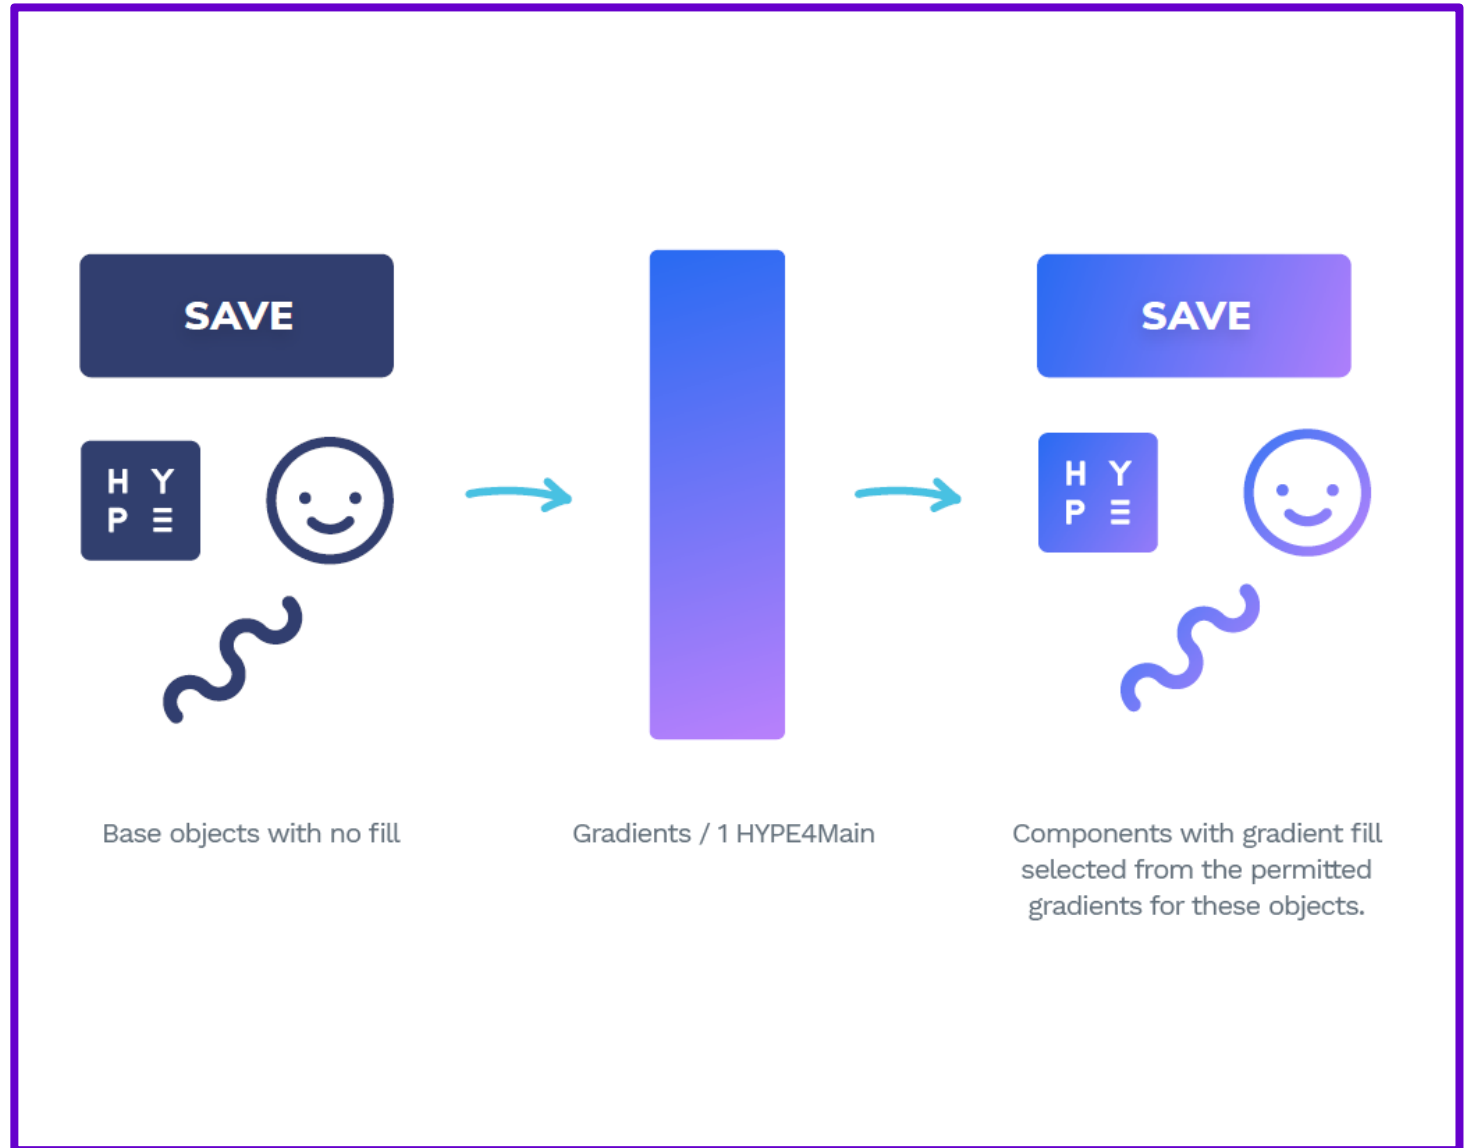 SAVE
H Y
P Ξ
Base objects with no fill
Gradients / 1 HYPE4Main
SAVE
H Y
P Ξ
Components with gradient fill
selected from the permitted
gradients for these objects.